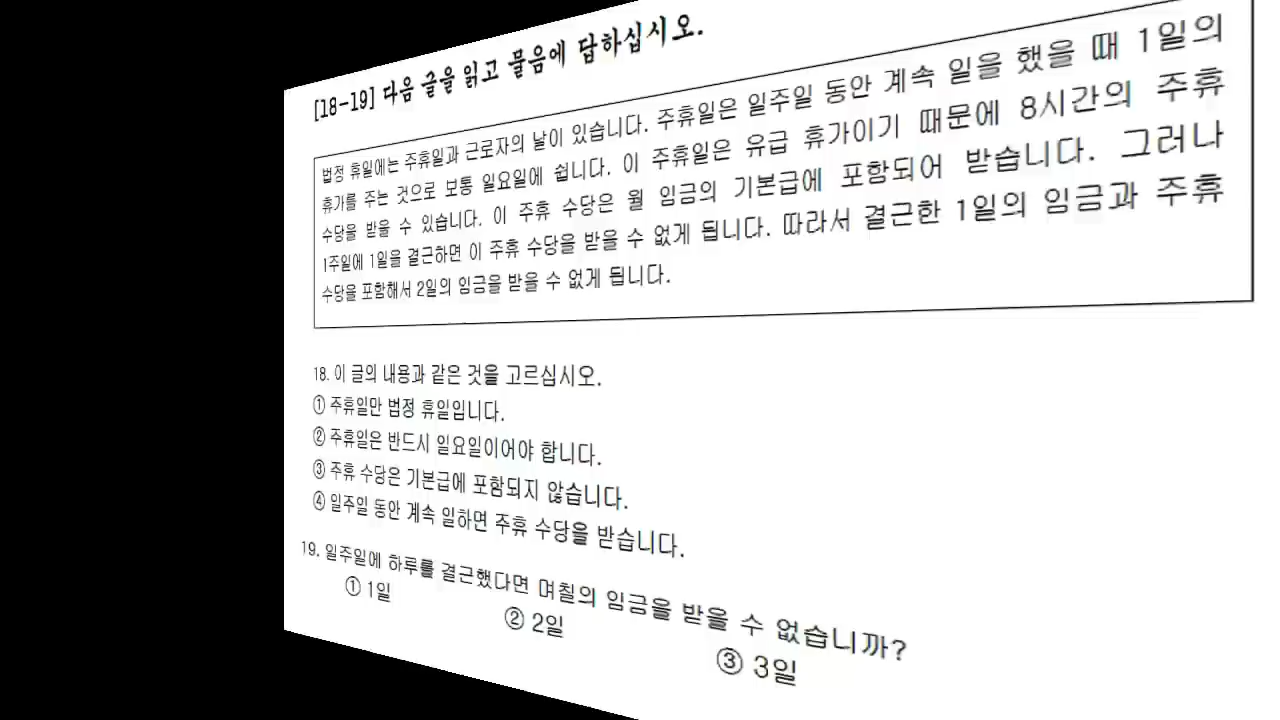 [18-19] 다음 글을 읽고 물음에 답하십시오.
법정 휴일에는 주휴일과 근로자의 날이 있습니다. 주휴일은 일주일 동안 계속 일을 했을 때 1일의
휴가를 주는 것으로 보통 일요일에 쉽니다. 이 주휴일은 유급 휴가이기 때문에 8시간의 주휴
수당을 받을 수 있습니다. 이 주휴 수당은 월 임금의 기본급에 포함되어 받습니다. 그러나
1주일에 1일을 결근하면 이 주휴 수당을 받을 수 없게 됩니다. 따라서 결근한 1일의 임금과 주휴
수당을 포함해서 2일의 임금을 받을 수 없게 됩니다.
18. 이 글의 내용과 같은 것을 고르십시오.
① 주휴일만 법정 휴일입니다.
② 주휴일은 반드시 일요일이어야 합니다.
③ 주휴 수당은 기본급에 포함되지 않습니다.
④ 일주일 동안 계속 일하면 주휴 수당을 받습니다.
19. 일주일에 하루를 결근했다면 며칠의 임금을 받을 수 없습니까?
① 1일 ② 2일 ③ 3일